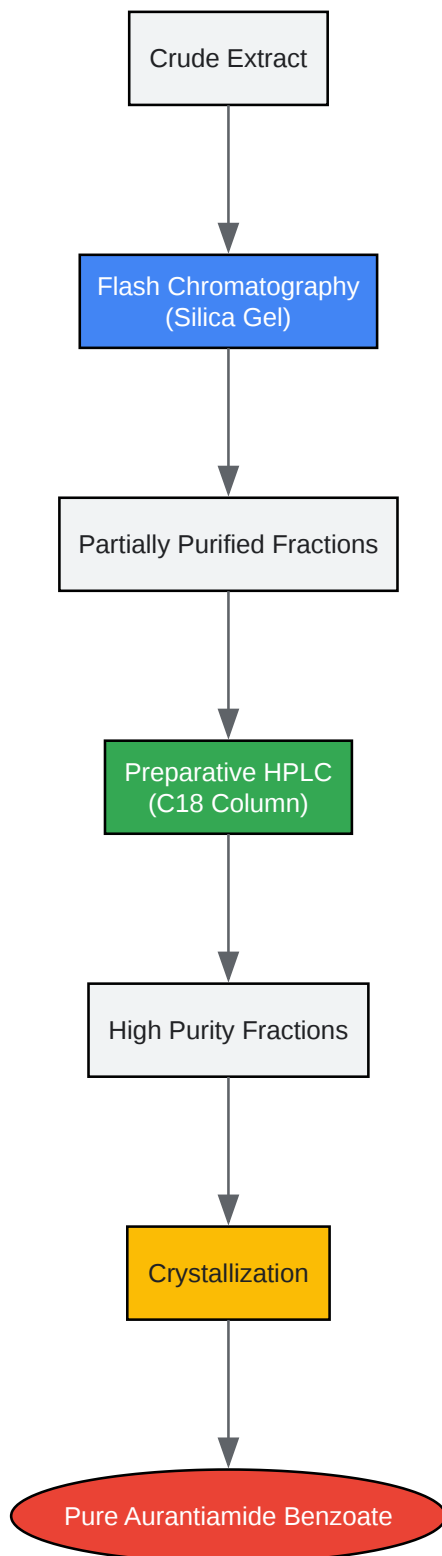 Crude Extract
Flash Chromatography
(Silica Gel)
Partially Purified Fractions
Preparative HPLC
(C18 Column)
High Purity Fractions
Crystallization
Pure Aurantiamide Benzoate